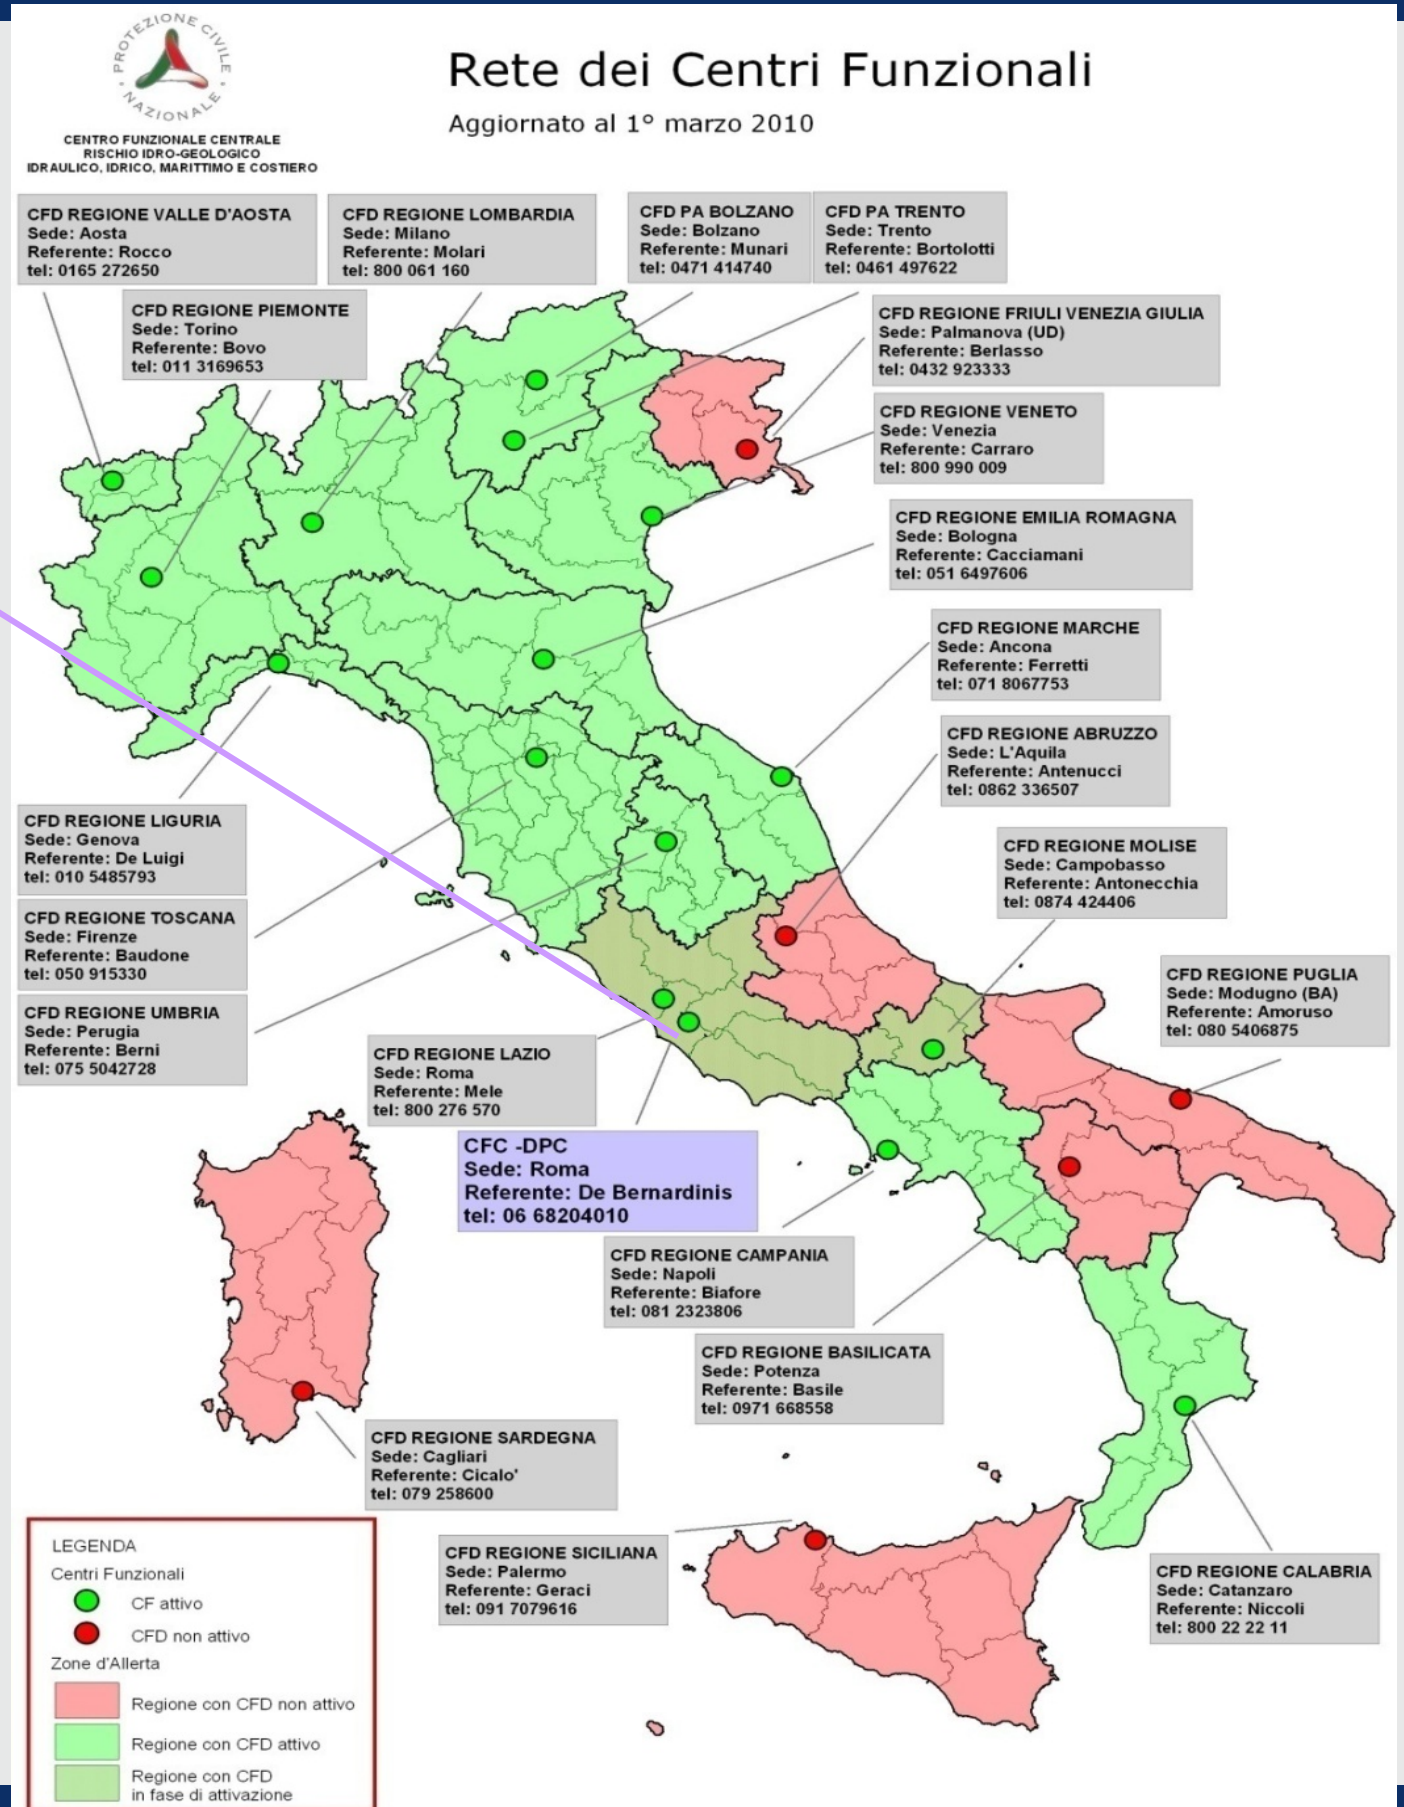 PROTEZIONE CIVILE
NAZIONALE
CENTRO FUNZIONALE CENTRALE
RISCHIO IDRO-GEOLOGICO
IDRAULICO, IDRICO, MARITTIMO E COSTIERO
Rete dei Centri Funzionali
Aggiornato al 1° marzo 2010
CFD REGIONE VALLE D'AOSTA
Sede: Aosta
Referente: Rocco
tel: 0165 272650
CFD REGIONE LOMBARDIA
Sede: Milano
Referente: Molari
tel: 800 061 160
CFD PA BOLZANO
Sede: Bolzano
Referente: Munari
tel: 0471 414740
CFD PA TRENTO
Sede: Trento
Referente: Bortolotti
tel: 0461 497622
CFD REGIONE PIEMONTE
Sede: Torino
Referente: Bovo
tel: 011 3169653
CFD REGIONE FRIULI VENEZIA GIULIA
Sede: Palmanova (UD)
Referente: Berlasso
tel: 0432 923333
CFD REGIONE VENETO
Sede: Venezia
Referente: Carraro
tel: 800 990 009
CFD REGIONE EMILIA ROMAGNA
Sede: Bologna
Referente: Cacciamani
tel: 051 6497606
CFD REGIONE MARCHE
Sede: Ancona
Referente: Ferretti
tel: 071 8067753
CFD REGIONE ABRUZZO
Sede: L'Aquila
Referente: Antenucci
tel: 0862 336507
CFD REGIONE LIGURIA
Sede: Genova
Referente: De Luigi
tel: 010 5485793
CFD REGIONE MOLISE
Sede: Campobasso
Referente: Antonecchia
tel: 0874 424406
CFD REGIONE TOSCANA
Sede: Firenze
Referente: Baudone
tel: 050 915330
CFD REGIONE PUGLIA
Sede: Modugno (BA)
Referente: Amoruso
tel: 080 5406875
CFD REGIONE UMBRIA
Sede: Perugia
Referente: Berni
tel: 075 5042728
CFD REGIONE LAZIO
Sede: Roma
Referente: Mele
tel: 800 276 570
CFC -DPC
Sede: Roma
Referente: De Bernardinis
tel: 06 68204010
CFD REGIONE CAMPANIA
Sede: Napoli
Referente: Biafore
tel: 081 2323806
CFD REGIONE BASILICATA
Sede: Potenza
Referente: Basile
tel: 0971 668558
CFD REGIONE SARDEGNA
Sede: Cagliari
Referente: Cicalo'
tel: 079 258600
CFD REGIONE SICILIANA
Sede: Palermo
Referente: Geraci
tel: 091 7079616
CFD REGIONE CALABRIA
Sede: Catanzaro
Referente: Niccoli
tel: 800 22 22 11
LEGENDA
Centri Funzionali
CF attivo
CFD non attivo
Zone d'Allerta
Regione con CFD non attivo
Regione con CFD attivo
Regione con CFD
in fase di attivazione